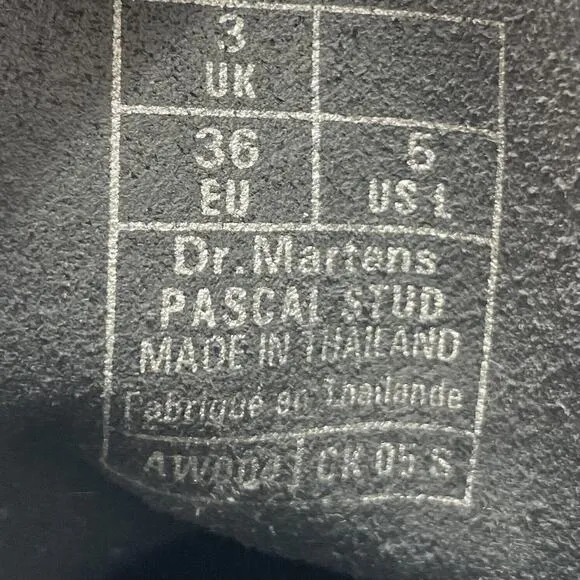 3
UK
36
EU
5
US L
Dr. Martens
PASCAL STUD
MADE IN THAILAND
Fabriqué en Thaïlande
AW004 CK 05 S